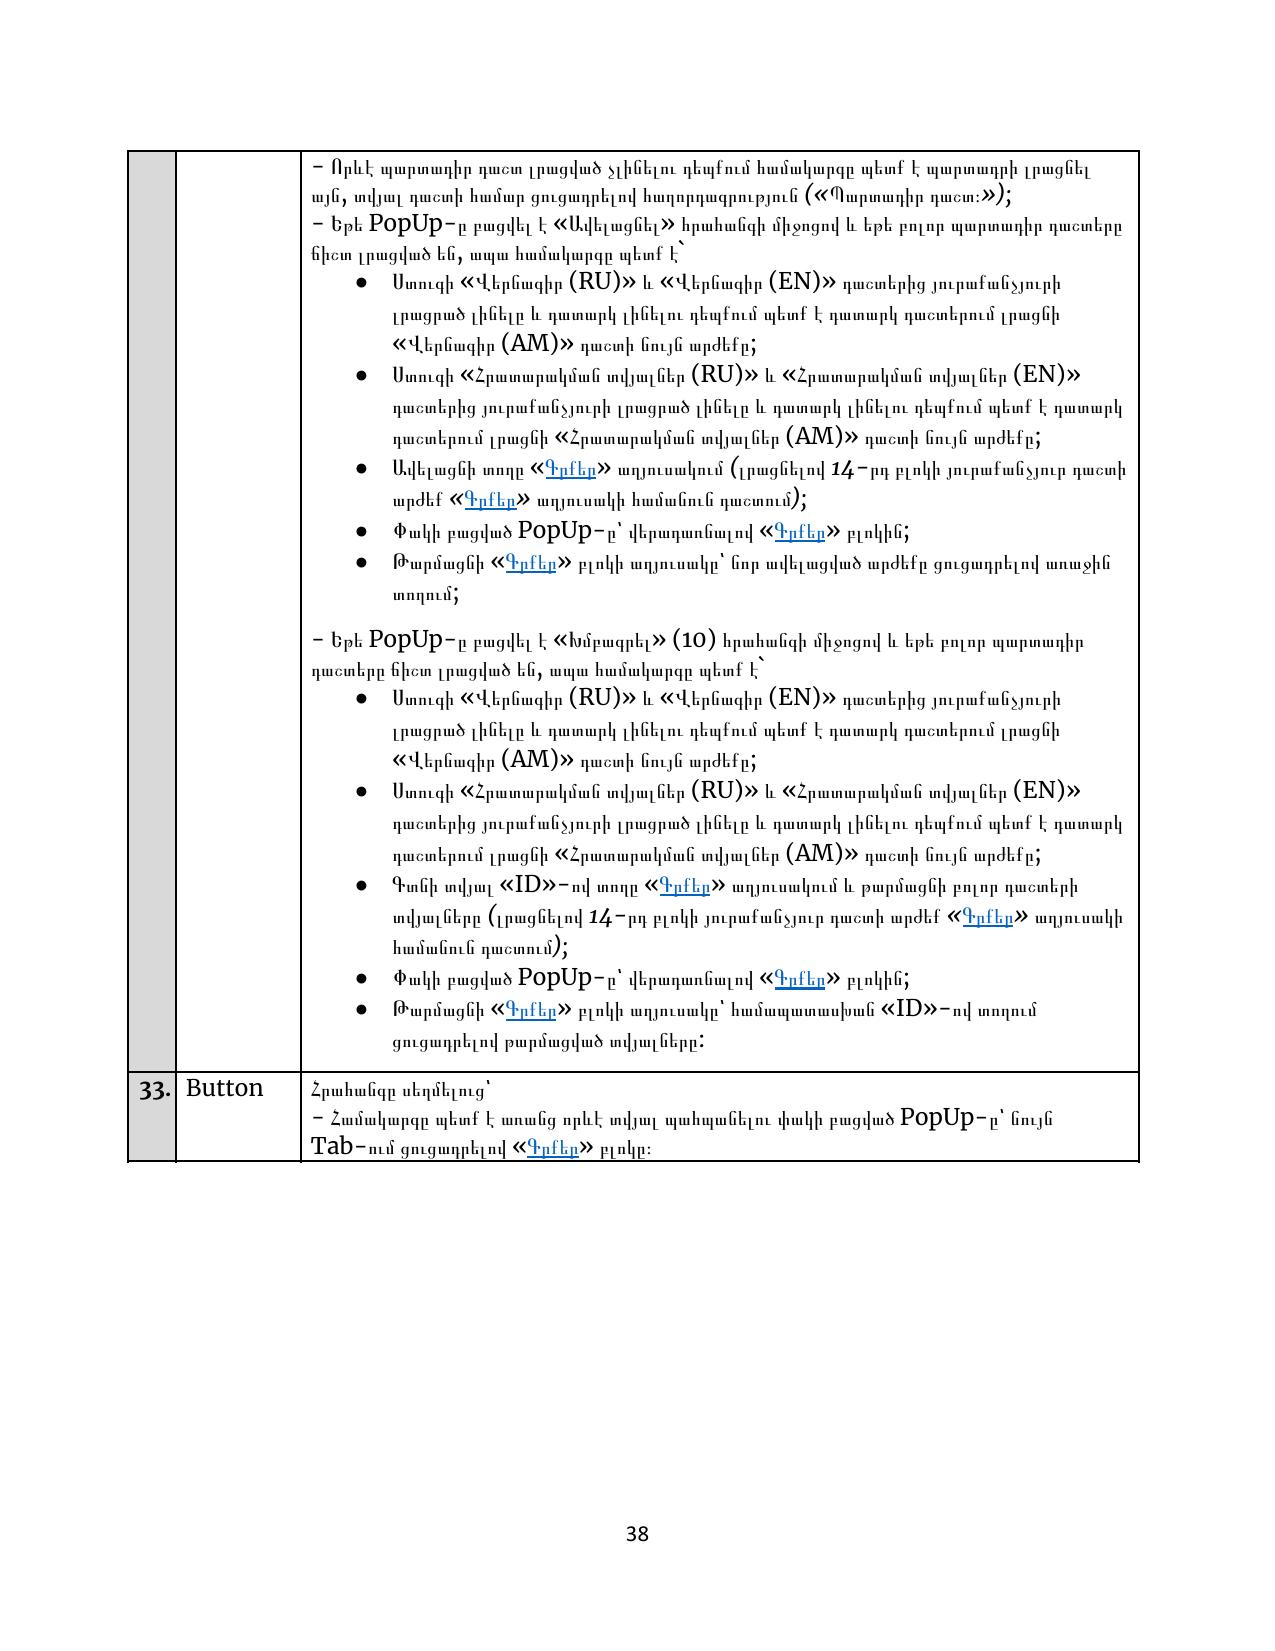 - Որևէ պարտադիր դաշտ լրացված չլինելու դեպքում համակարգը պետք է պարտադրի լրացնել
այն, տվյալ դաշտի համար ցուցադրելով հաղորդագրություն («Պարտադիր դաշտ։»);
- Եթե PopUp-ը բացվել է «Ավելացնել» հրահանգի միջոցով և եթե բոլոր պարտադիր դաշտերը
ճիշտ լրացված են, ապա համակարգը պետք է՝
● Ստուգի «Վերնագիր (RU)» և «Վերնագիր (EN)» դաշտերից յուրաքանչյուրի
լրացրած լինելը և դատարկ լինելու դեպքում պետք է դատարկ դաշտերում լրացնի
«Վերնագիր (AM)» դաշտի նույն արժեքը;
● Ստուգի «Հրատարակման տվյալներ (RU)» և «Հրատարակման տվյալներ (EN)»
դաշտերից յուրաքանչյուրի լրացրած լինելը և դատարկ լինելու դեպքում պետք է դատարկ
դաշտերում լրացնի «Հրատարակման տվյալներ (AM)» դաշտի նույն արժեքը;
● Ավելացնի տողը «Գրքեր» աղյուսակում (լրացնելով 14-րդ բլոկի յուրաքանչյուր դաշտի
արժեք «Գրքեր» աղյուսակի համանուն դաշտում);
● Փակի բացված PopUp-ը՝ վերադառնալով «Գրքեր» բլոկին;
● Թարմացնի «Գրքեր» բլոկի աղյուսակը՝ նոր ավելացված արժեքը ցուցադրելով առաջին
տողում;
- Եթե PopUp-ը բացվել է «Խմբագրել» (10) հրահանգի միջոցով և եթե բոլոր պարտադիր
դաշտերը ճիշտ լրացված են, ապա համակարգը պետք է՝
● Ստուգի «Վերնագիր (RU)» և «Վերնագիր (EN)» դաշտերից յուրաքանչյուրի
լրացրած լինելը և դատարկ լինելու դեպքում պետք է դատարկ դաշտերում լրացնի
«Վերնագիր (AM)» դաշտի նույն արժեքը;
● Ստուգի «Հրատարակման տվյալներ (RU)» և «Հրատարակման տվյալներ (EN)»
դաշտերից յուրաքանչյուրի լրացրած լինելը և դատարկ լինելու դեպքում պետք է դատարկ
դաշտերում լրացնի «Հրատարակման տվյալներ (AM)» դաշտի նույն արժեքը;
● Գտնի տվյալ «ID»-ով տողը «Գրքեր» աղյուսակում և թարմացնի բոլոր դաշտերի
տվյալները (լրացնելով 14-րդ բլոկի յուրաքանչյուր դաշտի արժեք «Գրքեր» աղյուսակի
համանուն դաշտում);
● Փակի բացված PopUp-ը՝ վերադառնալով «Գրքեր» բլոկին;
● Թարմացնի «Գրքեր» բլոկի աղյուսակը՝ համապատասխան «ID»-ով տողում
ցուցադրելով թարմացված տվյալները:
33. Button Հրահանգը սեղմելուց՝
- Համակարգը պետք է առանց որևէ տվյալ պահպանելու փակի բացված PopUp-ը՝ նույն
Tab-ում ցուցադրելով «Գրքեր» բլոկը։
38